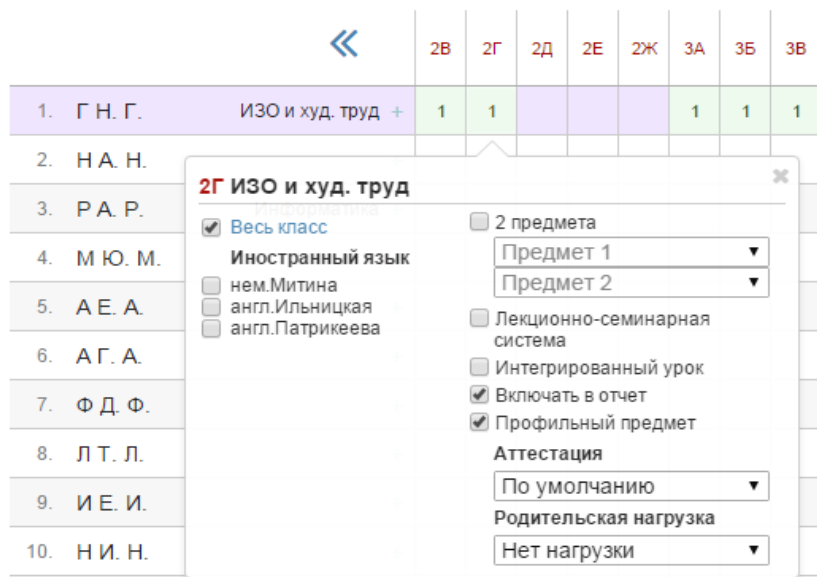 2В 2Г 2Д 2Е 2Ж 3А 3Б 3В
1. Г Н. Г. ИЗО и худ. труд + 1 1 1 1 1
2. Н А. Н.
3. Р А. Р.
4. М Ю. М.
5. А Е. А.
6. А Г. А.
7. Ф Д. Ф.
8. Л Т. Л.
9. И Е. И.
10. Н И. Н.
2Г ИЗО и худ. труд
Информатика
Весь класс
Иностранный язык
нем.Митина
англ.Ильницкая
англ.Патрикеева
2 предмета
Предмет 1
Предмет 2
Лекционно-семинарная
система
Интегрированный урок
Включать в отчет
Профильный предмет
Аттестация
По умолчанию
Родительская нагрузка
Нет нагрузки